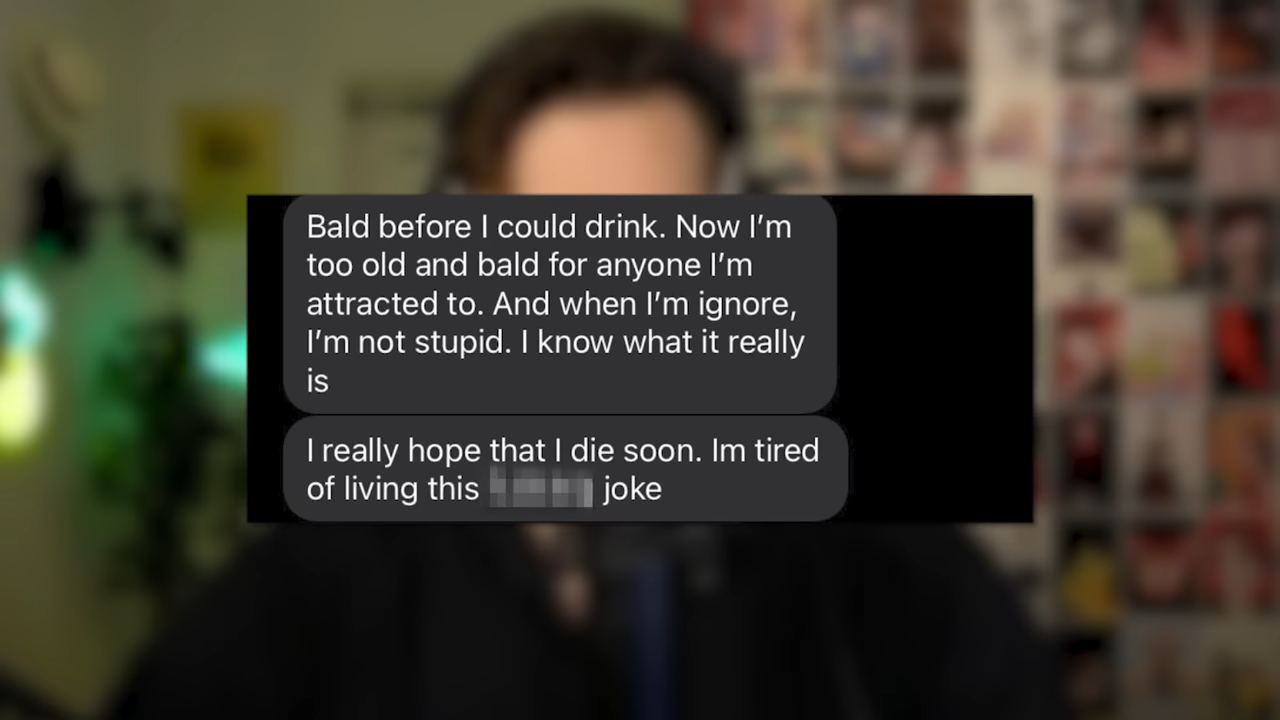 Bald before I could drink. Now I’m
too old and bald for anyone I’m
attracted to. And when I’m ignore,
I’m not stupid. I know what it really
is
I really hope that I die soon. Im tired
of living this joke